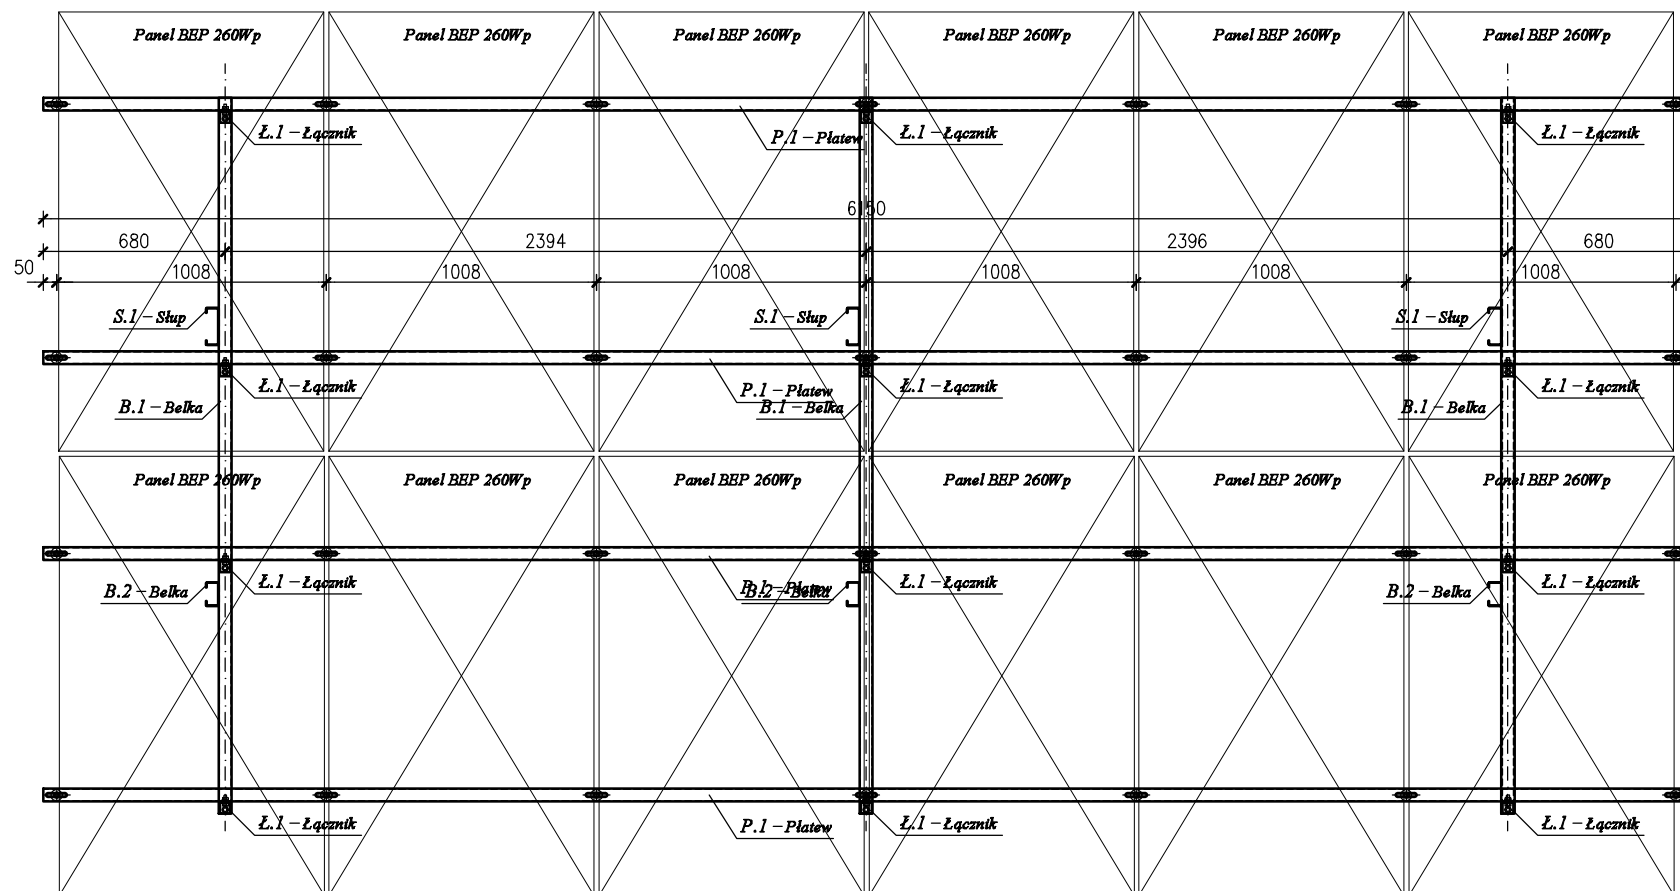 Panel BEP 260Wp Panel BEP 260Wp Panel BEP 260Wp Panel BEP 260Wp Panel BEP 260Wp Panel BEP 260Wp
Ł.1 – Łącznik P.1 – Płatew Ł.1 – Łącznik Ł.1 – Łącznik
6150
680 2394 2396 680
50 1008 1008 1008 1008 1008 1008
S.1 – Słup S.1 – Słup S.1 – Słup
Ł.1 – Łącznik P.1 – Płatew Ł.1 – Łącznik Ł.1 – Łącznik
B.1 – Belka B.1 – Belka B.1 – Belka
Panel BEP 260Wp Panel BEP 260Wp Panel BEP 260Wp Panel BEP 260Wp Panel BEP 260Wp Panel BEP 260Wp
Ł.1 – Łącznik P.1 – Płatew Ł.1 – Łącznik Ł.1 – Łącznik
B.2 – Belka B.2 – Belka B.2 – Belka
Ł.1 – Łącznik P.1 – Płatew Ł.1 – Łącznik Ł.1 – Łącznik